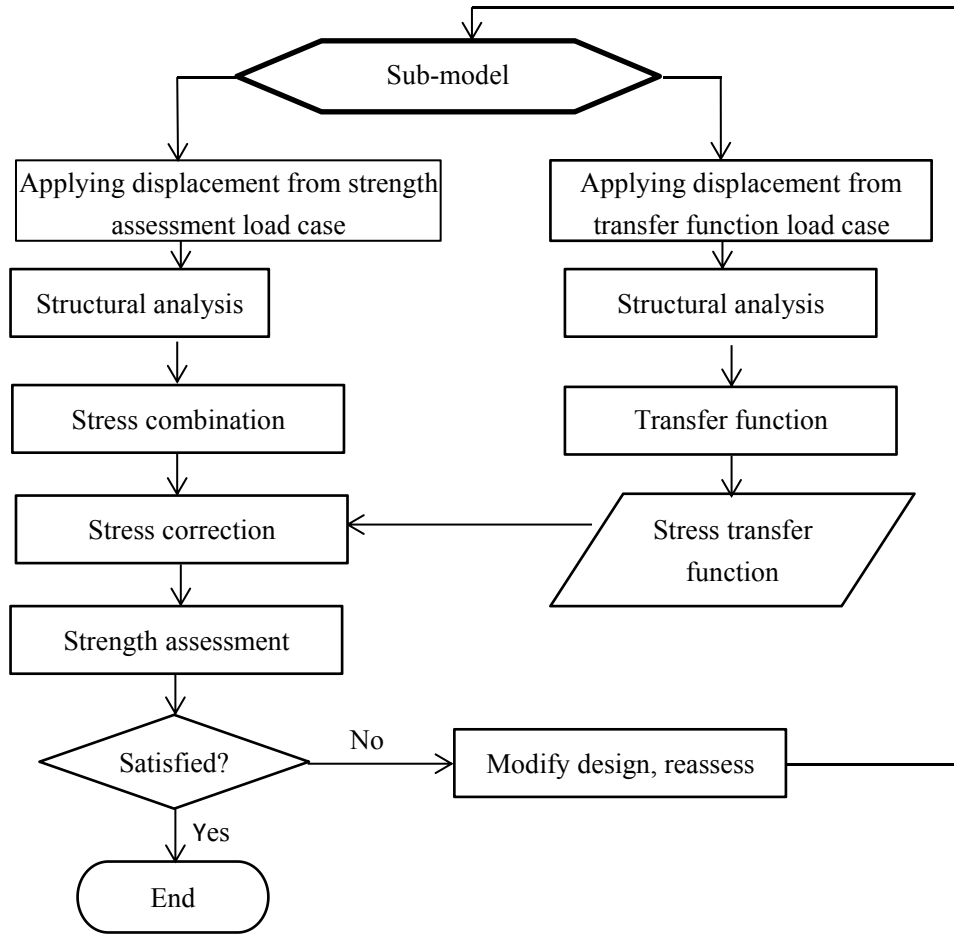 Sub-model
Applying displacement from strength
assessment load case
Applying displacement from
transfer function load case
Structural analysis
Structural analysis
Stress combination
Transfer function
Stress correction
Stress transfer
function
Strength assessment
Satisfied?
No
Modify design, reassess
Yes
End